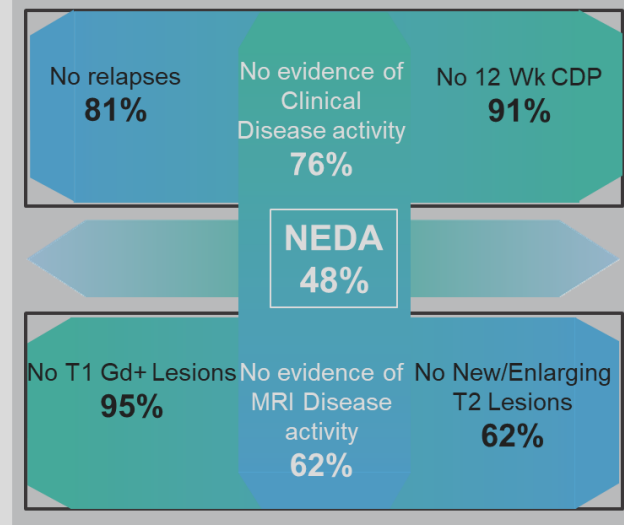 No relapses
81%
No evidence of
Clinical
Disease activity
76%
No 12 Wk CDP
91%
NEDA
48%
No T1 Gd+ Lesions
95%
No evidence of
MRI Disease
activity
62%
No New/Enlarging
T2 Lesions
62%